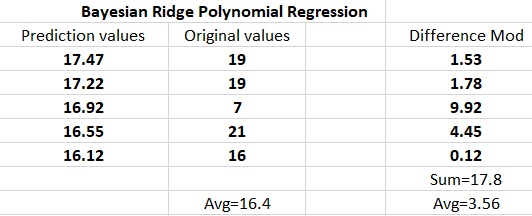 Bayesian Ridge Polynomial Regression
Prediction values Original values Difference Mod
17.47 19 1.53
17.22 19 1.78
16.92 7 9.92
16.55 21 4.45
16.12 16 0.12
Sum=17.8
Avg=16.4 Avg=3.56